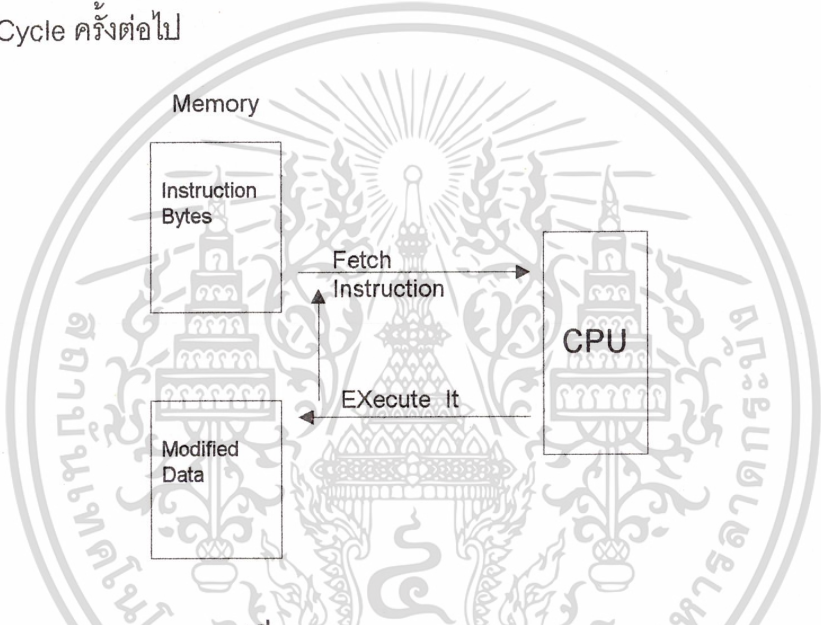 Cycle ครั้งต่อไป
Memory
Instruction
Bytes
Fetch
Instruction
CPU
EXecute It
Modified
Data